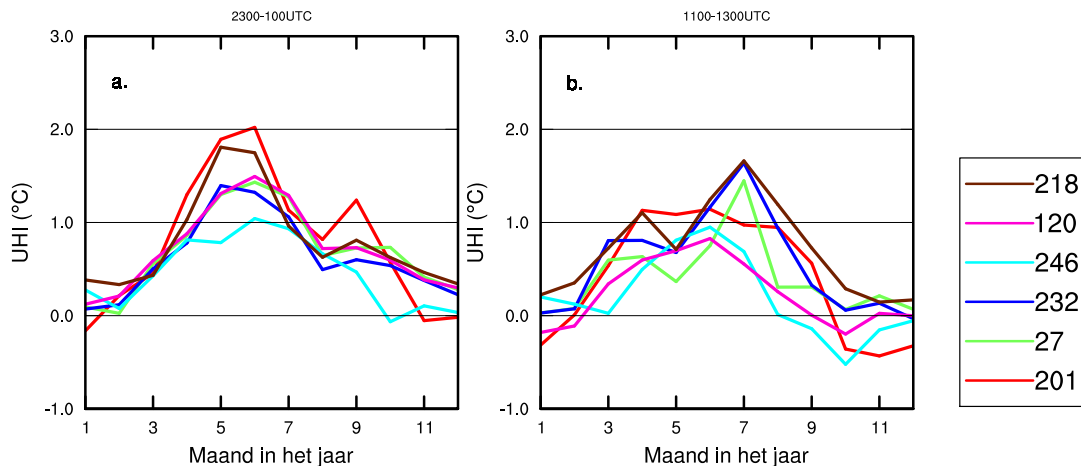 2300-100UTC
a.
UHI (°C)
3.0
2.0
1.0
0.0
-1.0
1 3 5 7 9 11
Maand in het jaar
1100-1300UTC
b.
UHI (°C)
3.0
2.0
1.0
0.0
-1.0
1 3 5 7 9 11
Maand in het jaar
218
120
246
232
27
201